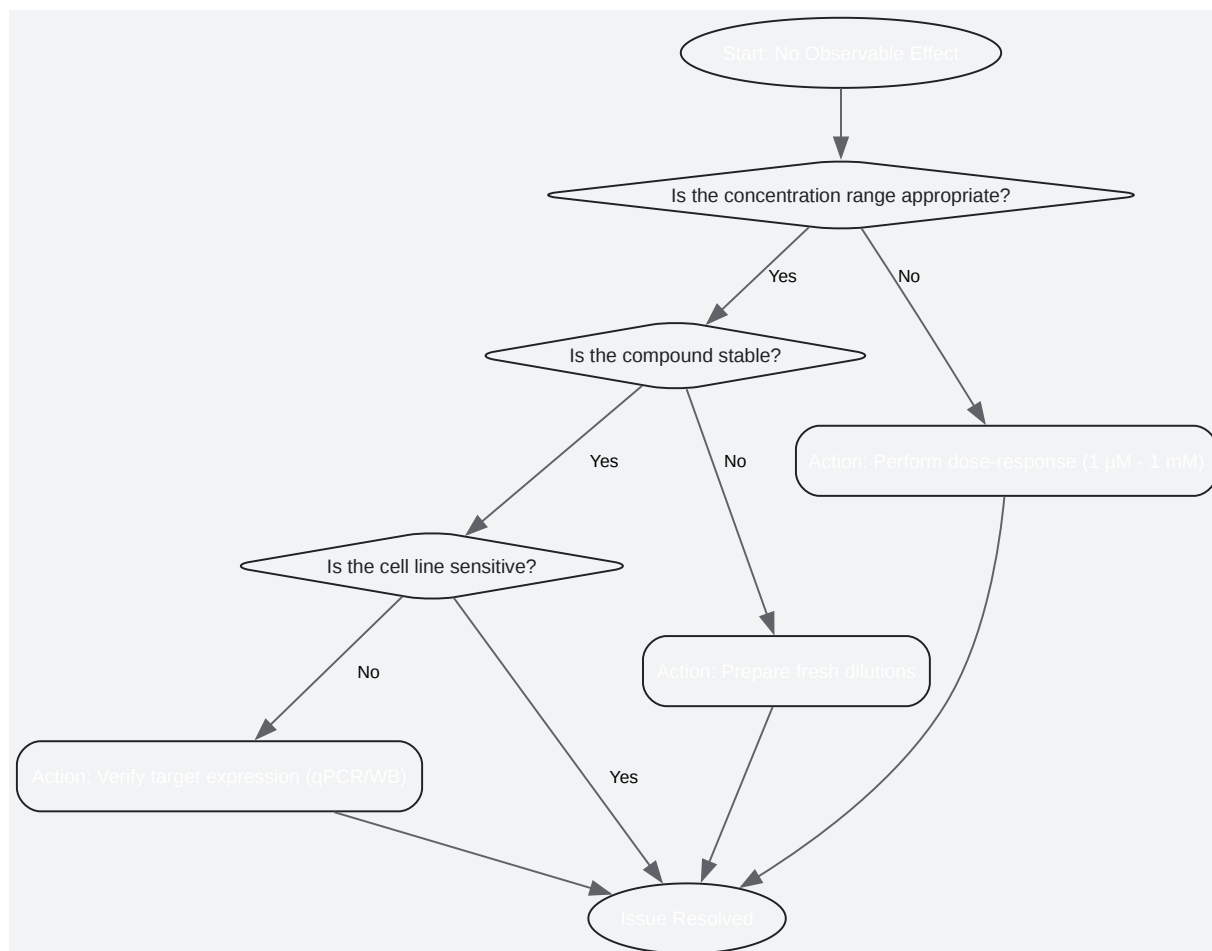 Start: No Observable Effect
Is the concentration range appropriate?
Yes
No
Is the compound stable?
Yes
No
Action: Perform dose-response (1 µM - 1 mM)
Is the cell line sensitive?
No
Action: Prepare fresh dilutions
Action: Verify target expression (qPCR/WB)
Yes
Issue Resolved